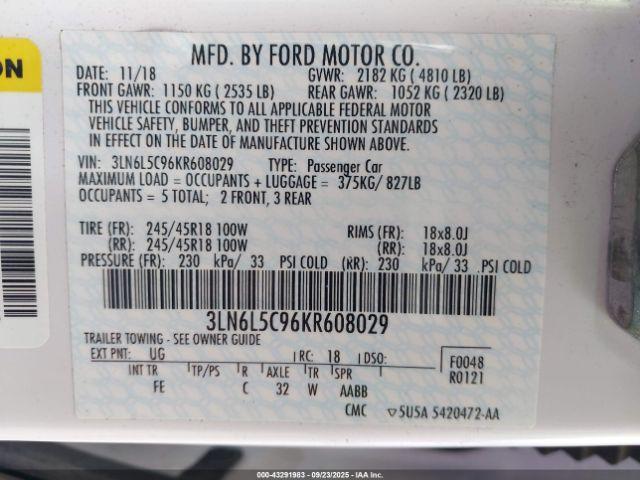 ON
MFD. BY FORD MOTOR CO.
DATE: 11/18 GVWR: 2182 KG ( 4810 LB)
FRONT GAWR: 1150 KG ( 2535 LB) REAR GAWR: 1052 KG ( 2320 LB)
THIS VEHICLE CONFORMS TO ALL APPLICABLE FEDERAL MOTOR
VEHICLE SAFETY, BUMPER, AND THEFT PREVENTION STANDARDS
IN EFFECT ON THE DATE OF MANUFACTURE SHOWN ABOVE.
VIN: 3LN6L5C96KR608029 TYPE: Passenger Car
MAXIMUM LOAD = OCCUPANTS + LUGGAGE = 375KG/ 827LB
OCCUPANTS = 5 TOTAL; 2 FRONT, 3 REAR
TIRE (FR): 245/45R18 100W RIMS (FR): 18x8.0J
(RR): 245/45R18 100W (RR): 18x8.0J
PRESSURE (FR): 230 kPa/ 33 PSI COLD (RR): 230 kPa/ 33 PSI COLD
3LN6L5C96KR608029
TRAILER TOWING - SEE OWNER GUIDE
EXT PNT: UG RC: 18 DSO: F0048
INT TR TP/PS R AXLE TR SPR R0121
FE C 32 W AABB
CMC 5U5A 5420472-AA
000-43291983 - 09/23/2025 - IAAI.COM